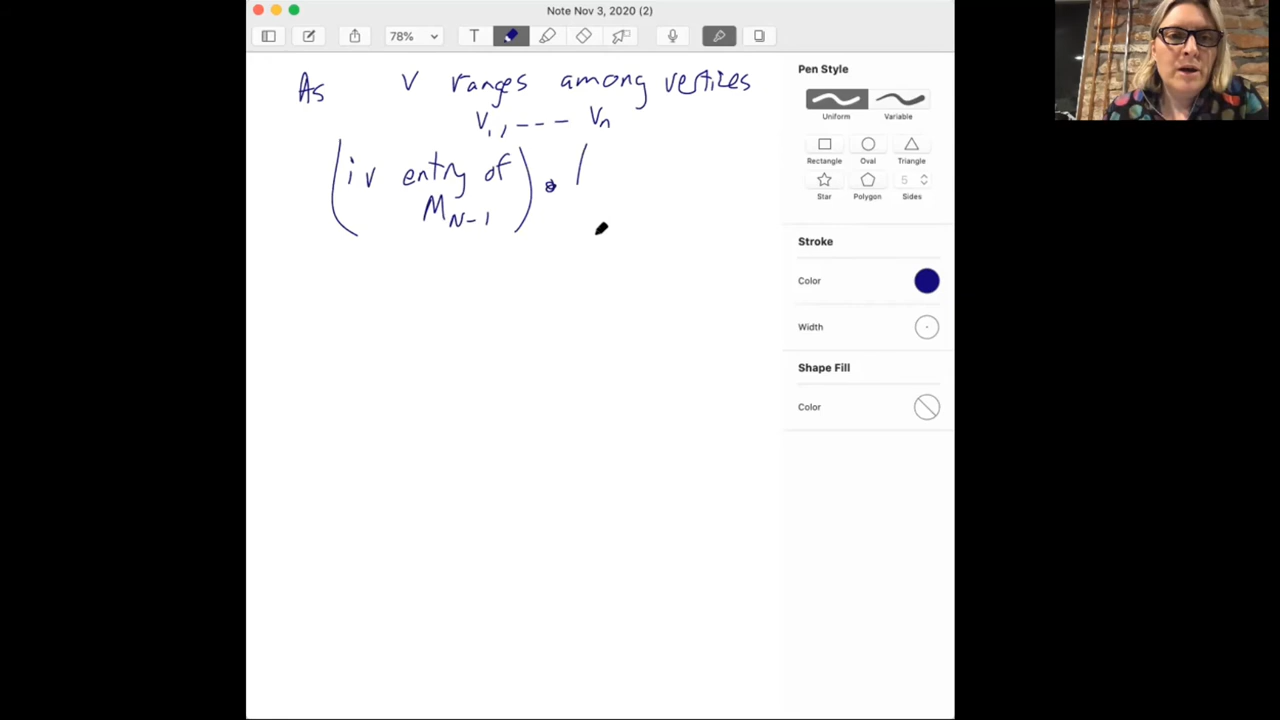 Note Nov 3, 2020 (2)
78%
T
As V ranges among vertices
V₁, --- Vn
(iv entry of
M_{N-1}) • (
Pen Style
Uniform Variable
Rectangle Oval Triangle
5
Star Polygon Sides
Stroke
Color
Width
Shape Fill
Color